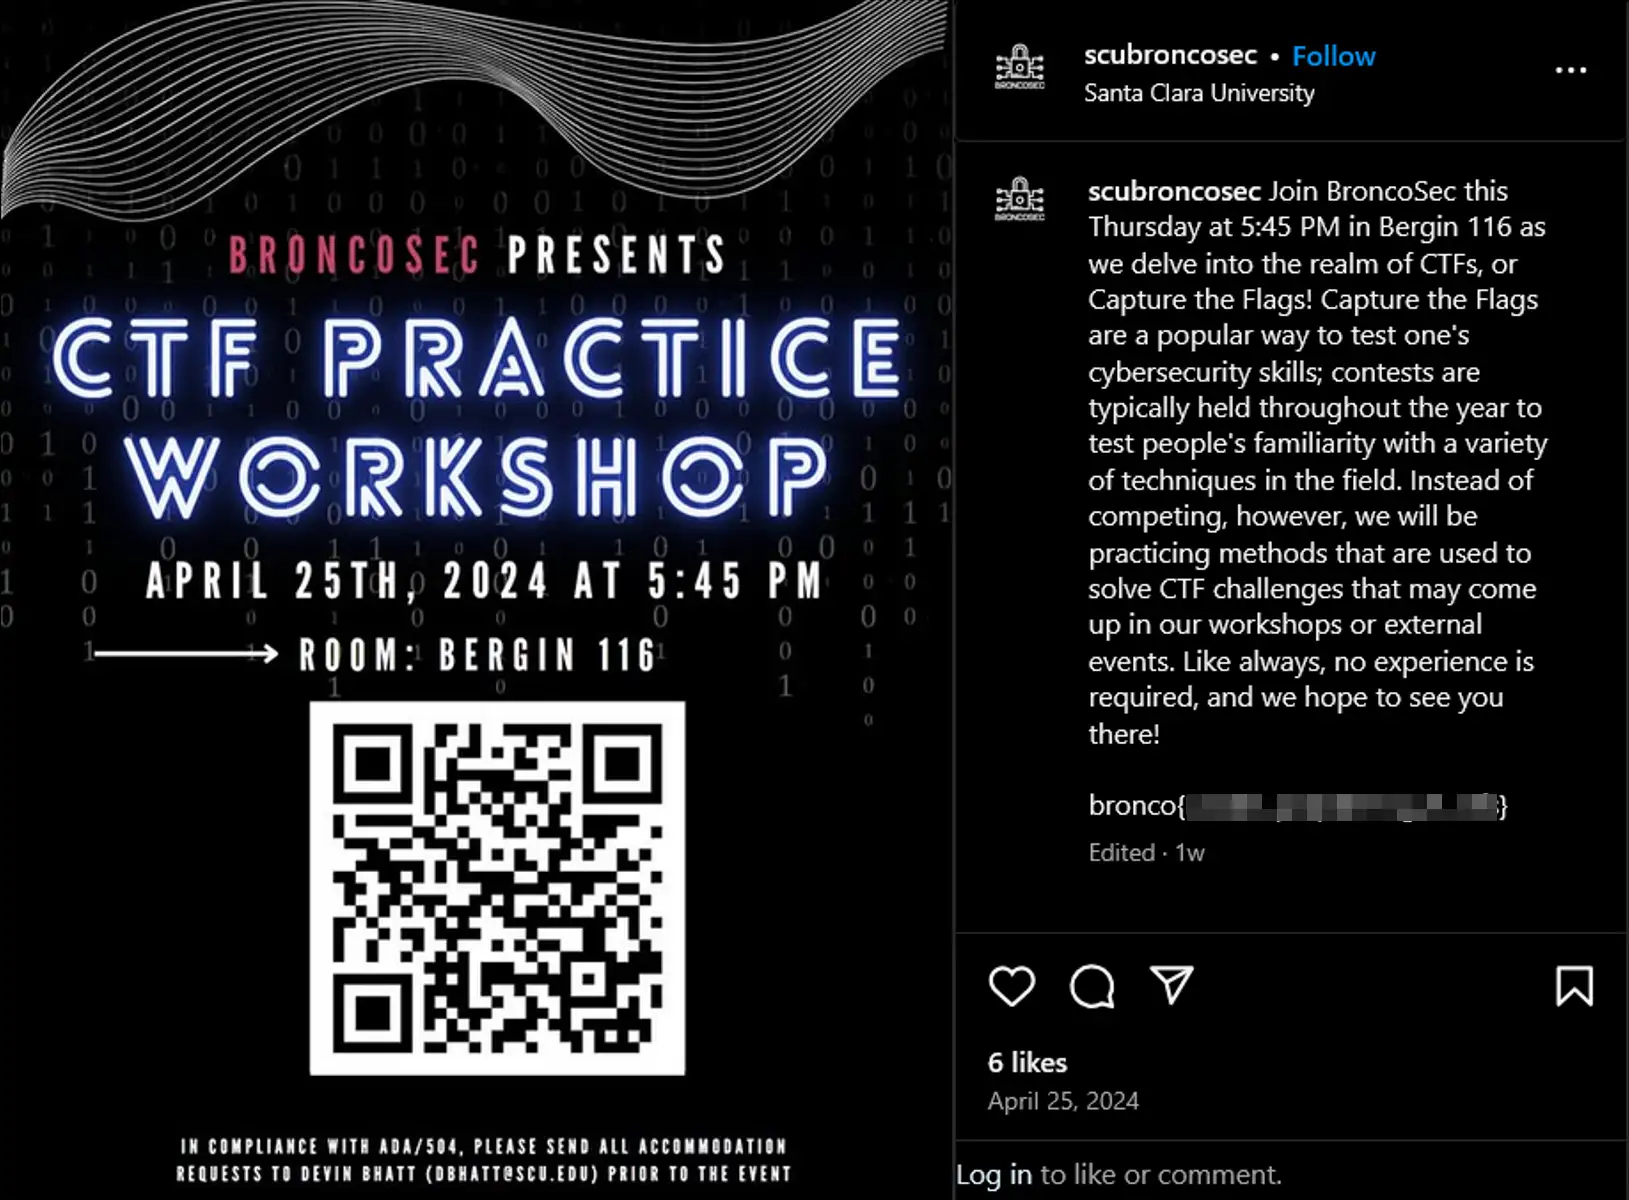 BRONCOSEC PRESENTS
CTF PRACTICE
WORKSHOP
APRIL 25TH, 2024 AT 5:45 PM
ROOM: BERGIN 116
IN COMPLIANCE WITH ADA/504, PLEASE SEND ALL ACCOMMODATION
REQUESTS TO DEVIN BHATT (DBHATT@SCU.EDU) PRIOR TO THE EVENT
BRONCOSEC
scubroncosec • Follow
Santa Clara University
BRONCOSEC
scubroncosec Join BroncoSec this
Thursday at 5:45 PM in Bergin 116 as
we delve into the realm of CTFs, or
Capture the Flags! Capture the Flags
are a popular way to test one's
cybersecurity skills; contests are
typically held throughout the year to
test people's familiarity with a variety
of techniques in the field. Instead of
competing, however, we will be
practicing methods that are used to
solve CTF challenges that may come
up in our workshops or external
events. Like always, no experience is
required, and we hope to see you
there!
bronco{ }
Edited · 1w
6 likes
April 25, 2024
Log in to like or comment.